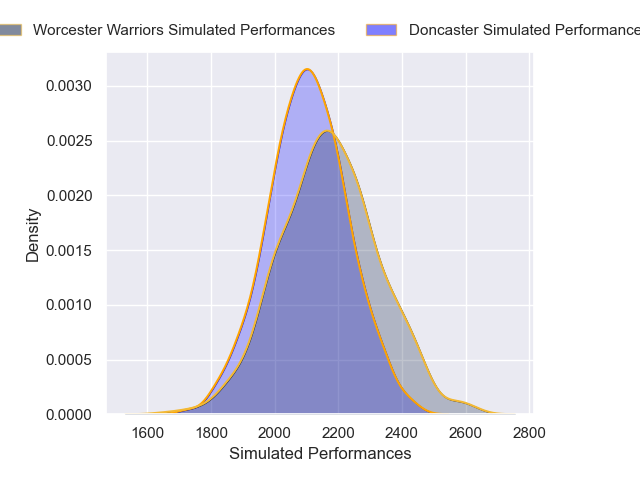 Worcester Warriors Simulated Performances Doncaster Simulated Performance
0.0030
0.0025
0.0020
0.0015
0.0010
0.0005
0.0000
Density
1600 1800 2000 2200 2400 2600 2800
Simulated Performances